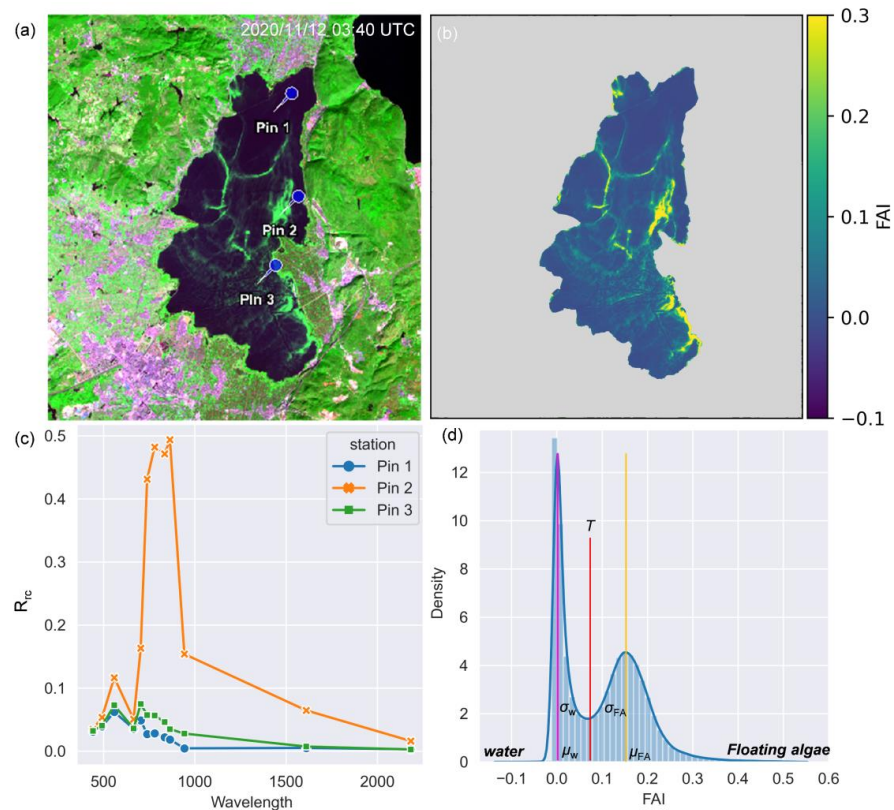 (a)
2020/11/12 03:40 UTC
Pin 1
Pin 2
PIn 3
(b)
0.3
0.2
0.1
0.0
−0.1
FAI
(c)
0.5
0.4
0.3
0.2
0.1
0.0
R_rc
station
Pin 1
Pin 2
Pin 3
500
1000
1500
2000
Wavelength
(d)
12
10
8
6
4
2
0
Density
T
σ_w
σ_FA
μ_w
μ_FA
water
Floating algae
−0.1
0.0
0.1
0.2
0.3
0.4
0.5
0.6
FAI